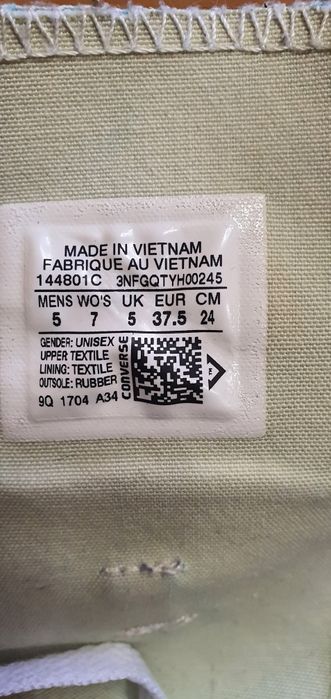 MADE IN VIETNAM
FABRIQUE AU VIETNAM
144801C 3NFGQTYH00245
MENS WO'S UK EUR CM
5 7 5 37.5 24
GENDER: UNISEX
UPPER TEXTILE
LINING: TEXTILE
OUTSOLE: RUBBER
9Q 1704 A34
CONVERSE
E